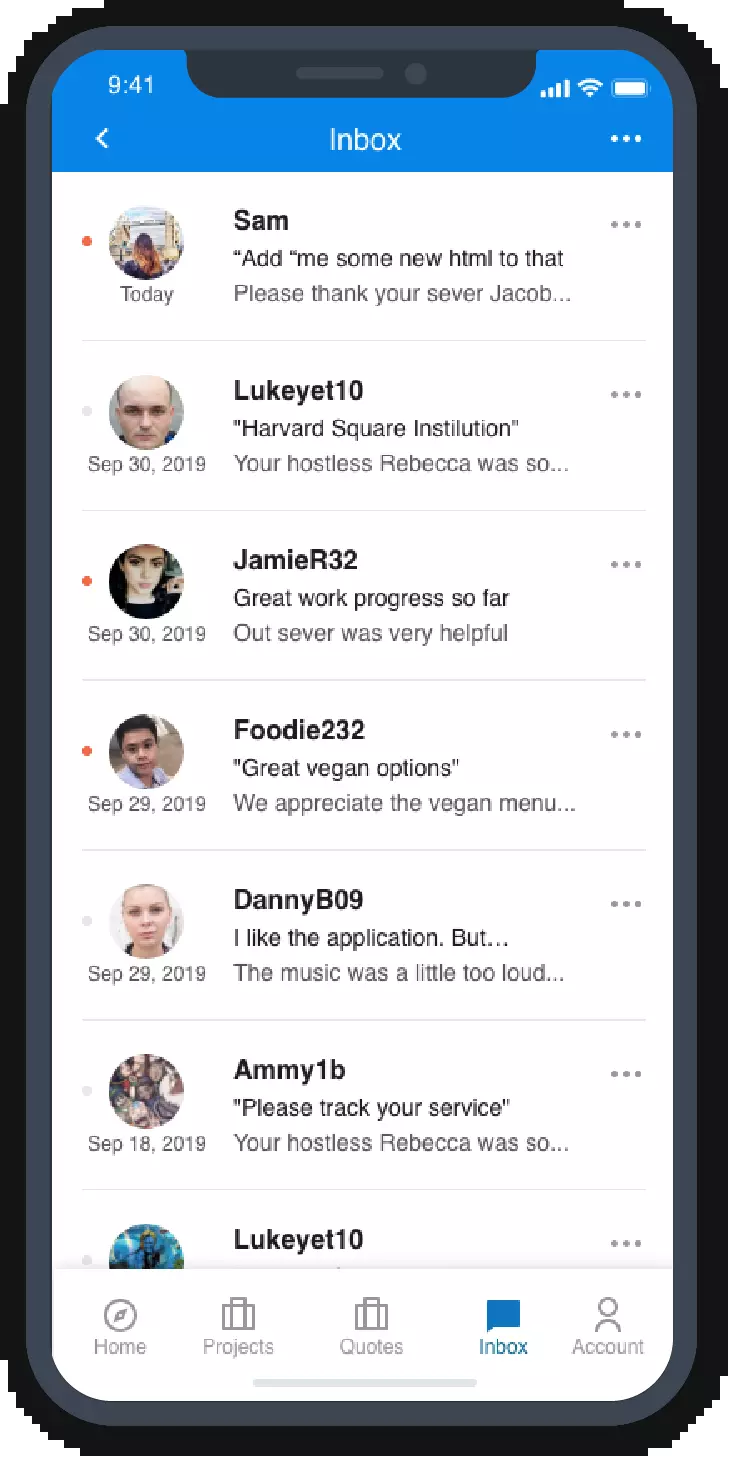 9:41
Inbox
Sam
“Add “me some new html to that
Today
Please thank your sever Jacob...
Lukeyet10
"Harvard Square Instilution"
Sep 30, 2019
Your hostless Rebecca was so...
JamieR32
Great work progress so far
Sep 30, 2019
Out sever was very helpful
Foodie232
"Great vegan options"
Sep 29, 2019
We appreciate the vegan menu...
DannyB09
I like the application. But...
Sep 29, 2019
The music was a little too loud...
Ammy1b
"Please track your service"
Sep 18, 2019
Your hostless Rebecca was so...
Lukeyet10
Home
Projects
Quotes
Inbox
Account